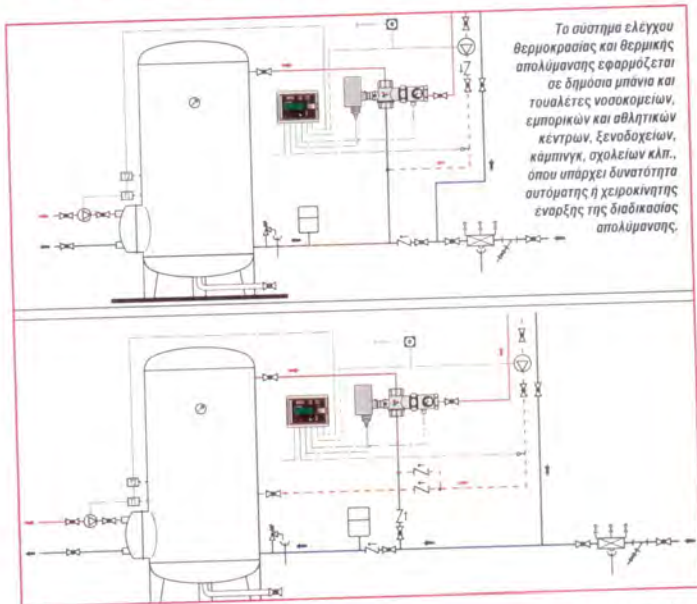 Το σύστημα ελέγχου
θερμοκρασίας και θερμικής
απολύμανσης εφαρμόζεται
σε δημόσια μπάνια και
τουαλέτες νοσοκομείων,
εμπορικών και αθλητικών
κέντρων, ξενοδοχείων,
κάμπινγκ, σχολείων κλπ.,
όπου υπάρχει δυνατότητα
αυτόματης ή χειροκίνητης
έναρξης της διαδικασίας
απολύμανσης.